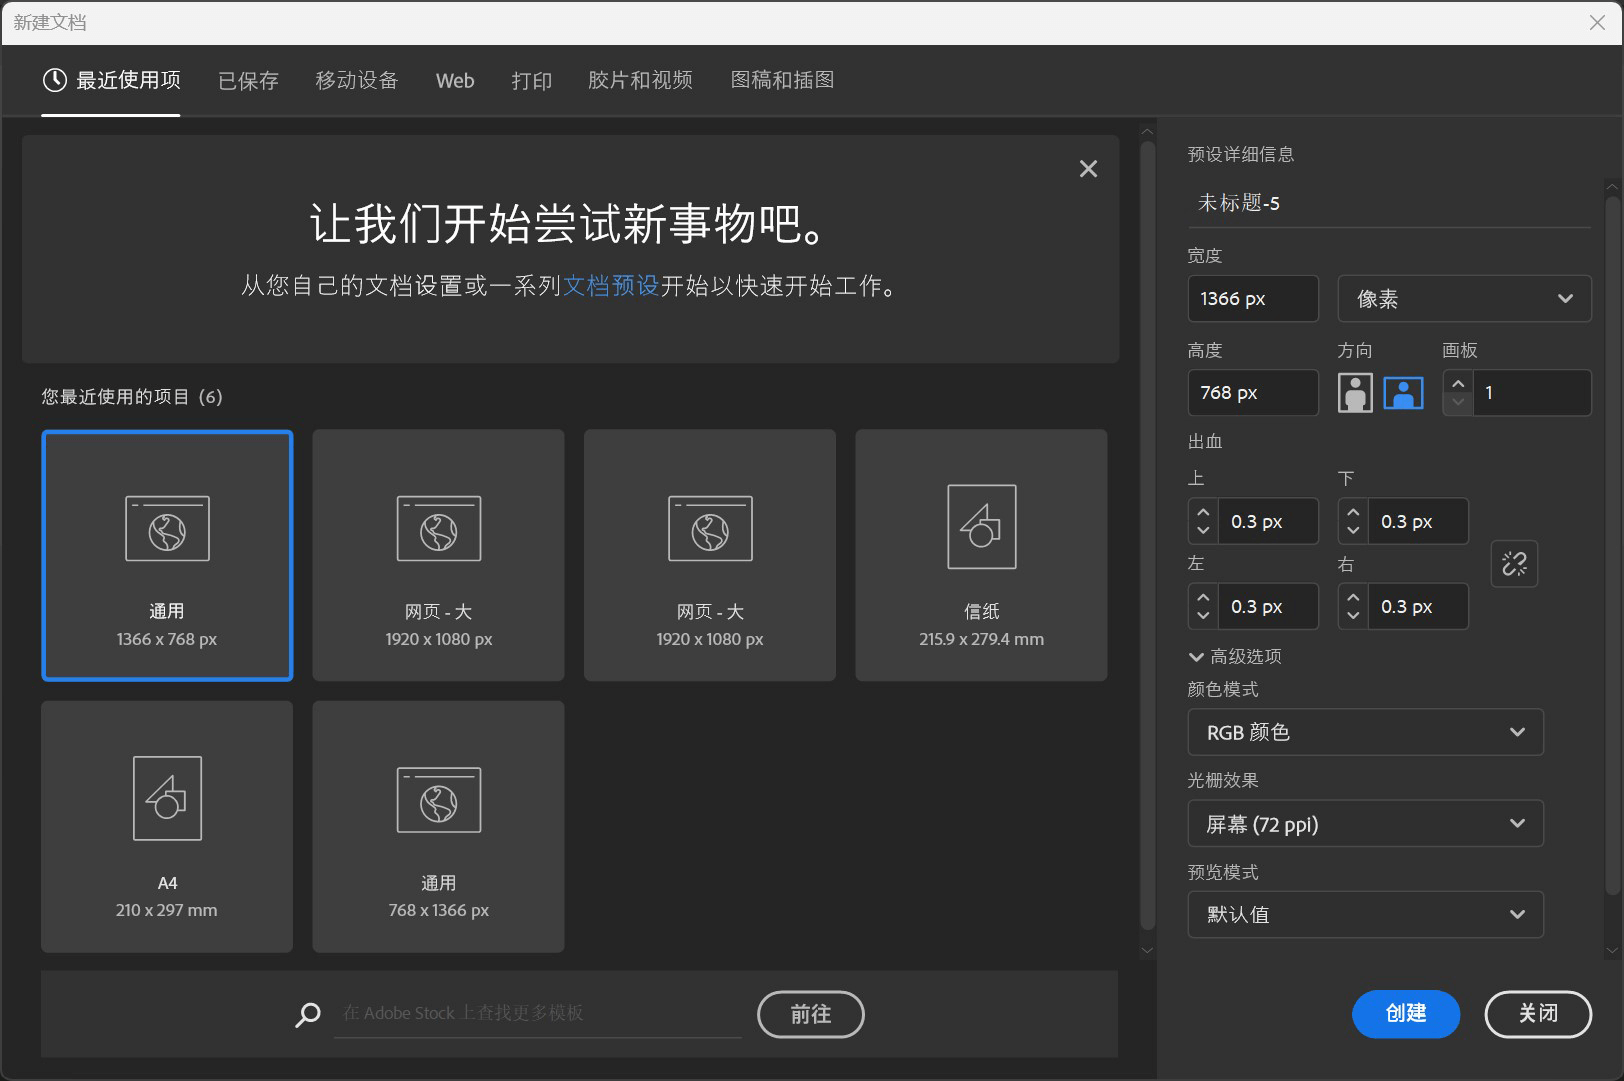 新建文档
最近使用项 已保存 移动设备 Web 打印 胶片和视频 图稿和插图
让我们开始尝试新事物吧。
从您自己的文档设置或一系列文档预设开始以快速开始工作。
您最近使用的项目 (6)
通用
1366 x 768 px
网页 - 大
1920 x 1080 px
网页 - 大
1920 x 1080 px
信纸
215.9 x 279.4 mm
A4
210 x 297 mm
通用
768 x 1366 px
在 Adobe Stock 上查找更多模板
前往
预设详细信息
未标题-5
宽度
1366 px 像素
高度 方向 画板
768 px 1
出血
上 下
0.3 px 0.3 px
左 右
0.3 px 0.3 px
高级选项
颜色模式
RGB 颜色
光栅效果
屏幕 (72 ppi)
预览模式
默认值
创建 关闭